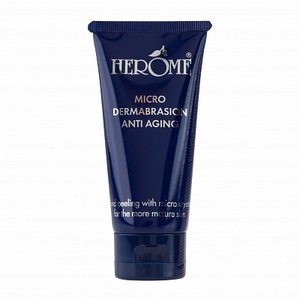 HEROME®
MICRO
DERMABRASION
ANTI AGING
peeling with micro
for the more mature skin